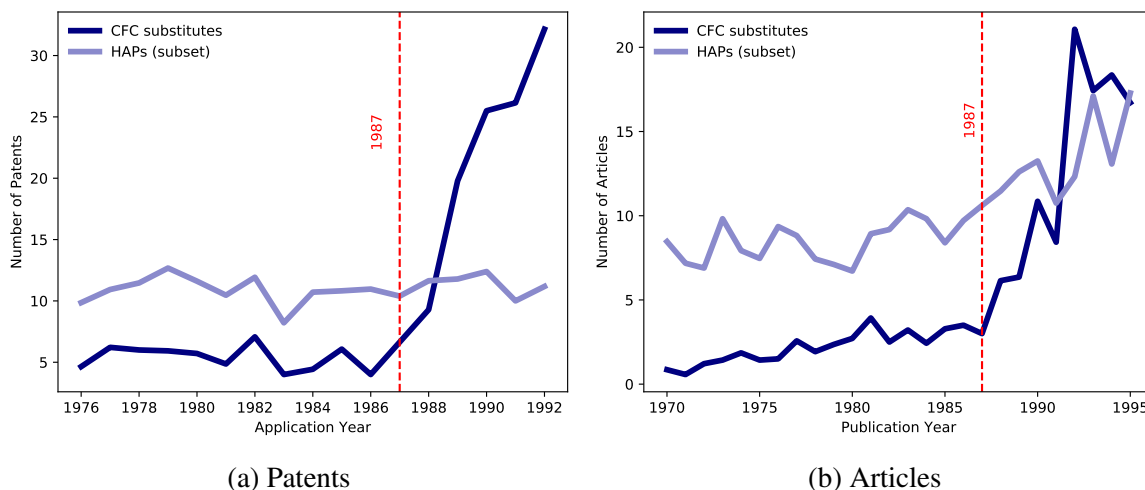 CFC substitutes
HAPs (subset)
1987
Number of Patents
30
25
20
15
10
5
1976 1978 1980 1982 1984 1986 1988 1990 1992
Application Year
(a) Patents
CFC substitutes
HAPs (subset)
1987
Number of Articles
20
15
10
5
0
1970 1975 1980 1985 1990 1995
Publication Year
(b) Articles